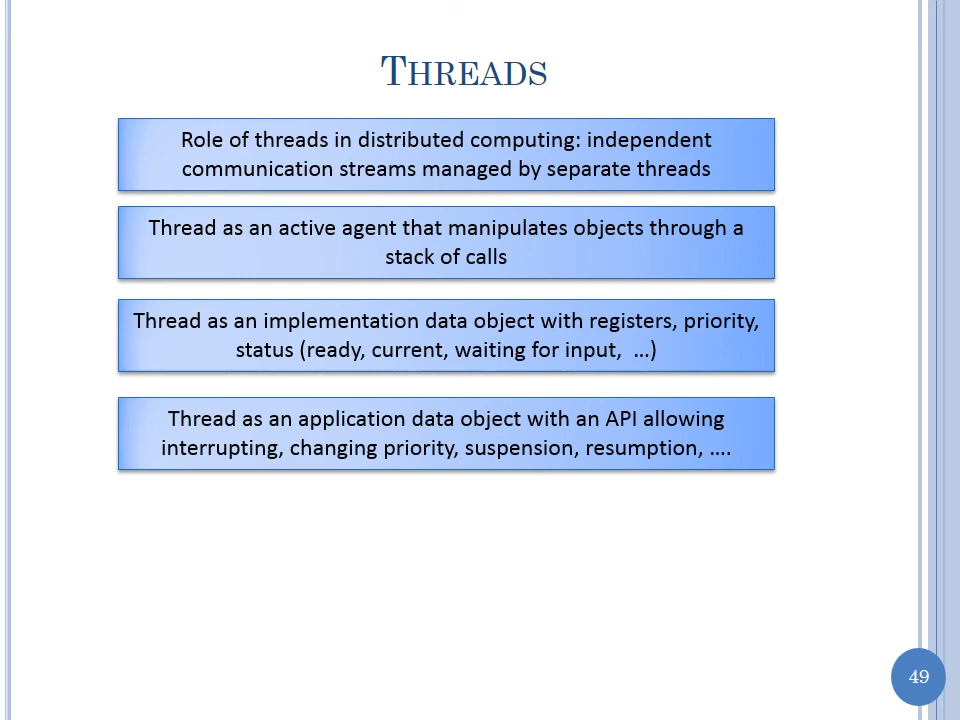 THREADS
Role of threads in distributed computing: independent
communication streams managed by separate threads
Thread as an active agent that manipulates objects through a
stack of calls
Thread as an implementation data object with registers, priority,
status (ready, current, waiting for input,  …)
Thread as an application data object with an API allowing
interrupting, changing priority, suspension, resumption, ….
49